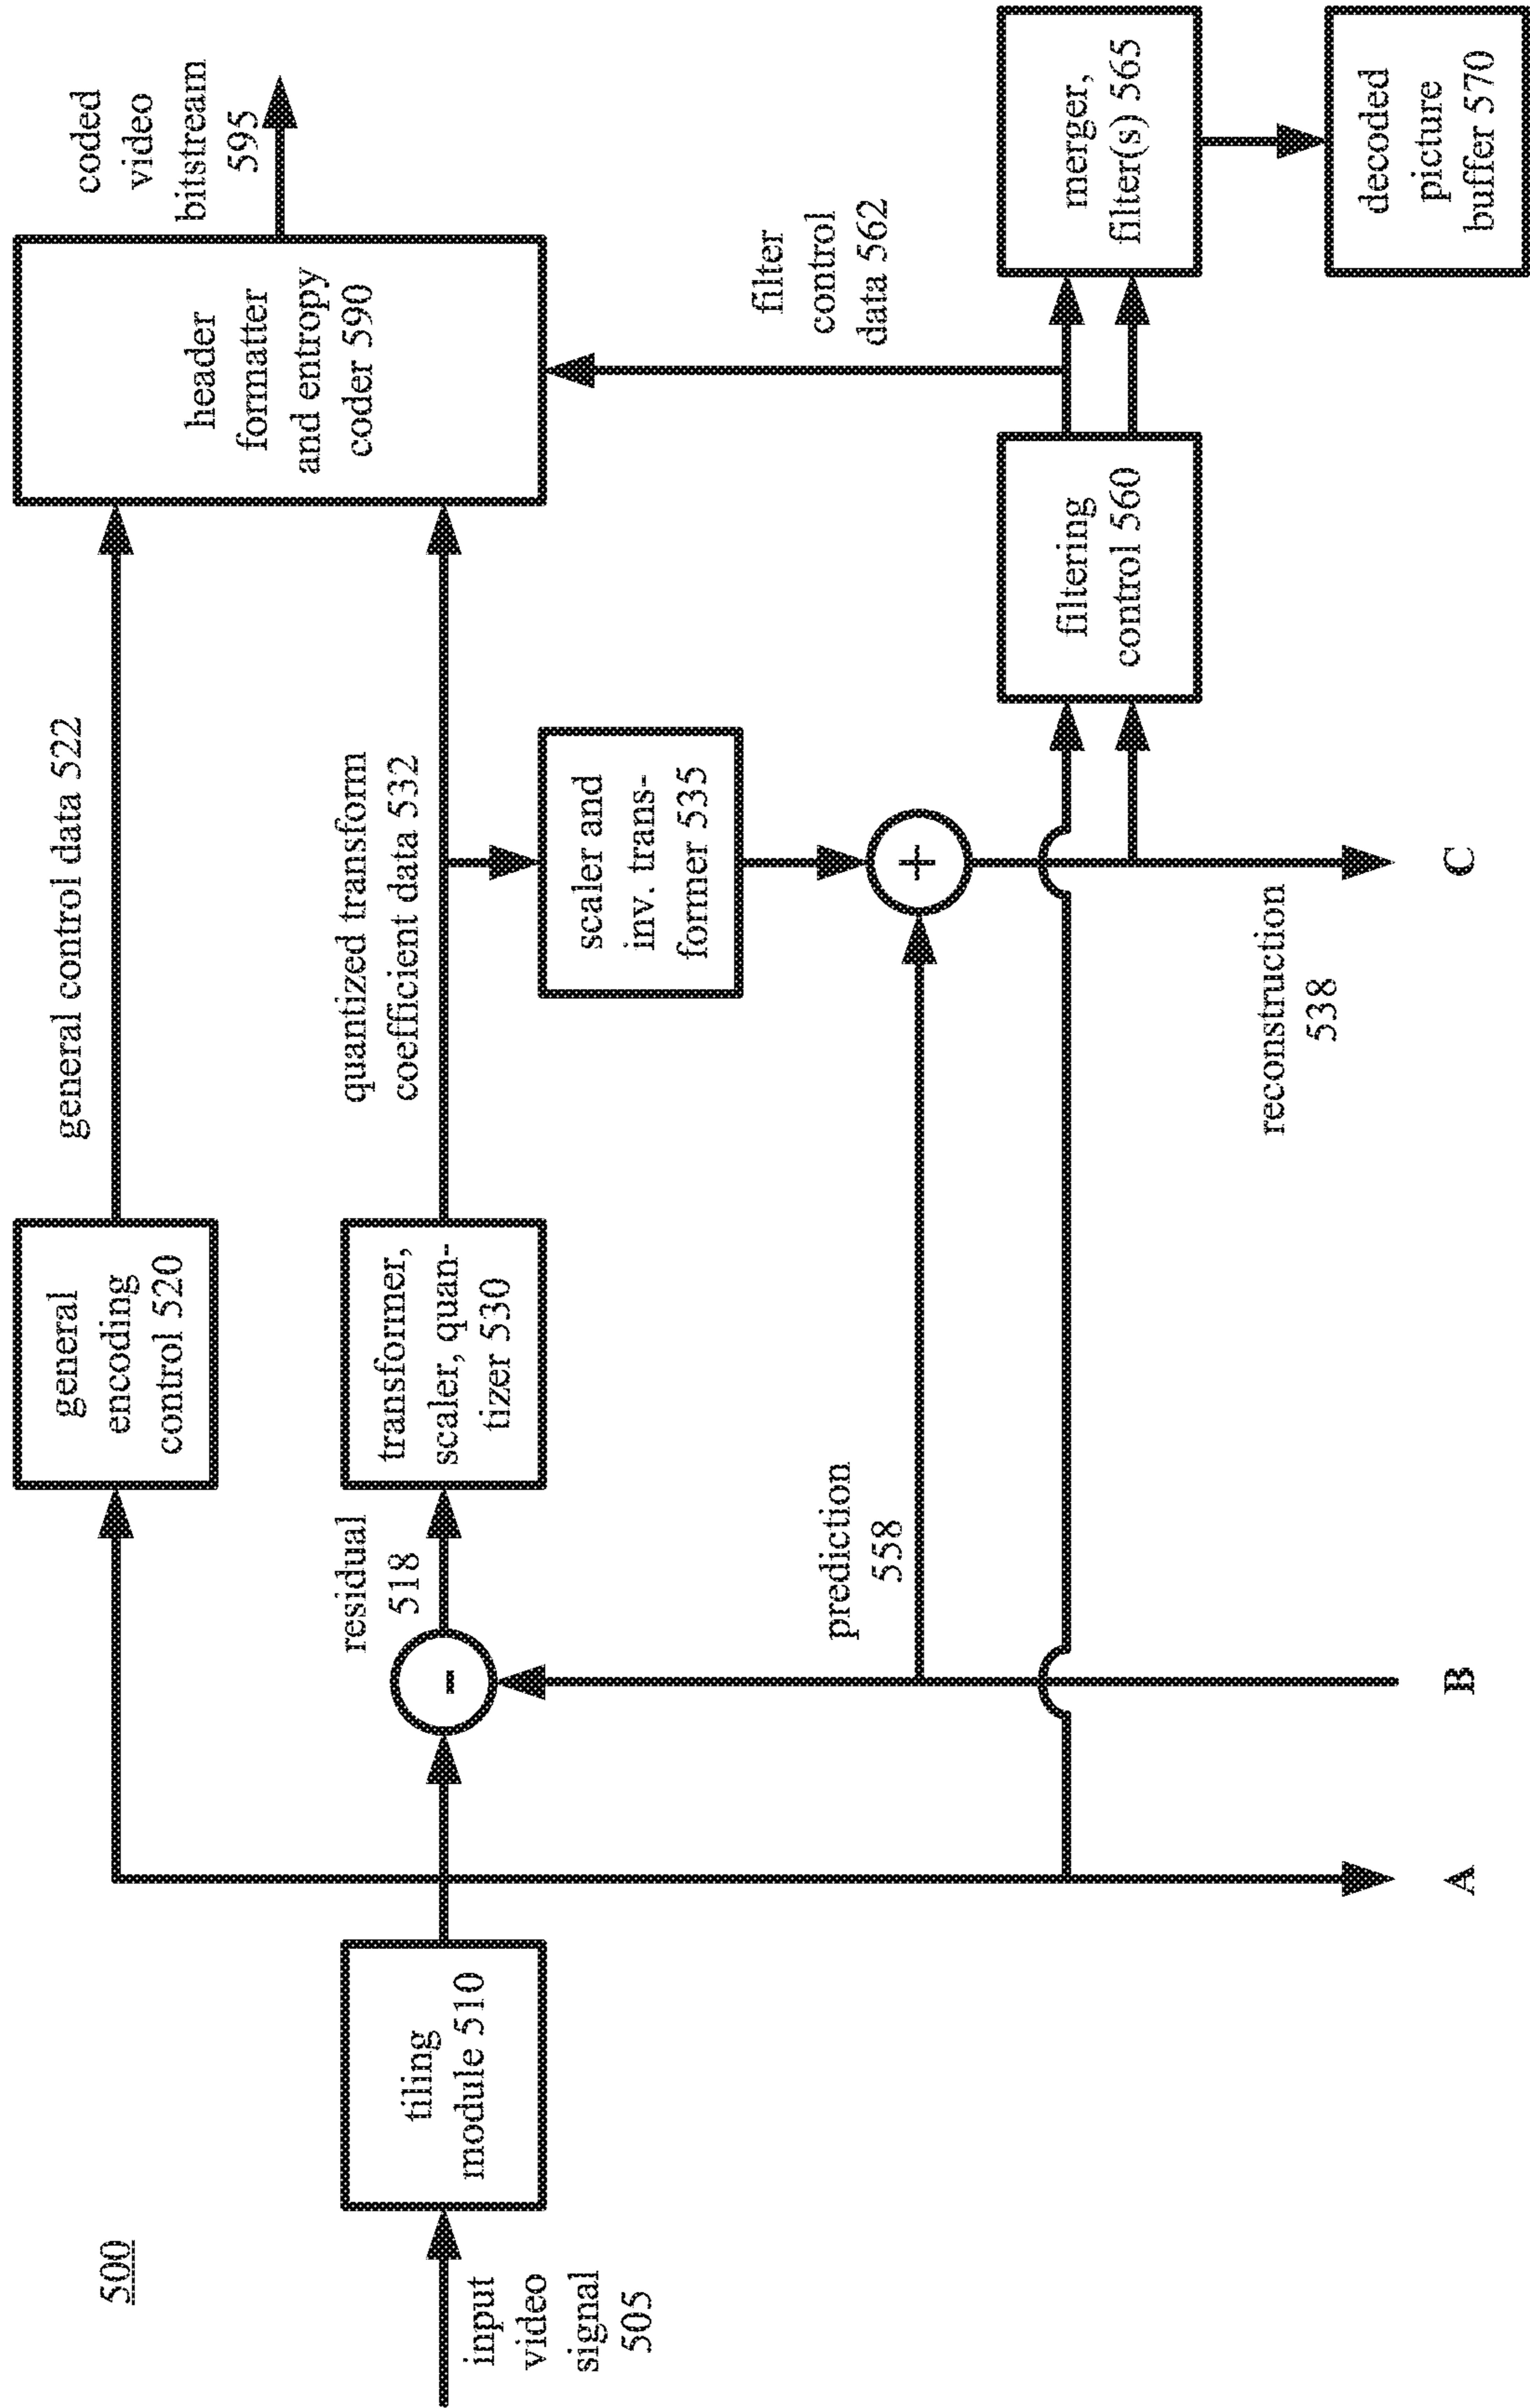 500
input
video
signal
505
tiling
module 510
general
encoding
control 520
general control data 522
header
formatter
and entropy
coder 590
coded
video
bitstream
595
-
residual
518
transformer,
scaler, quan-
tizer 530
quantized transform
coefficient data 532
scaler and
inv. trans-
former 535
prediction
558
+
filter
control
data 562
filtering
control 560
merger,
filter(s) 565
decoded
picture
buffer 570
reconstruction
538
A
B
C